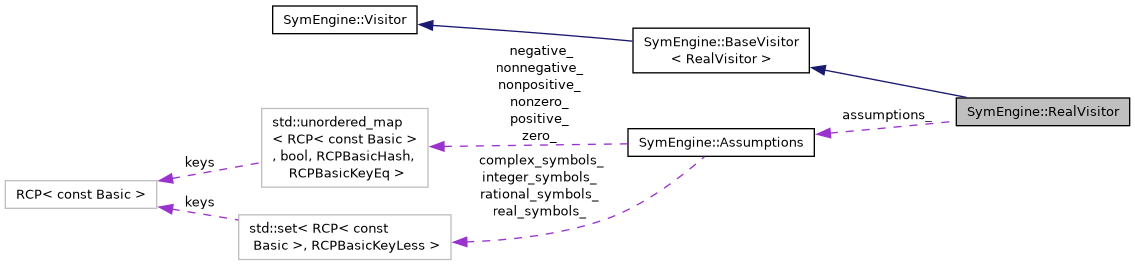 SymEngine::Visitor
SymEngine::BaseVisitor
< RealVisitor >
SymEngine::RealVisitor
negative_
nonnegative_
nonpositive_
nonzero_
positive_
zero_
assumptions_
std::unordered_map
< RCP< const Basic >
, bool, RCPBasicHash,
RCPBasicKeyEq >
SymEngine::Assumptions
keys
complex_symbols_
integer_symbols_
rational_symbols_
real_symbols_
RCP< const Basic >
keys
std::set< RCP< const
Basic >, RCPBasicKeyLess >